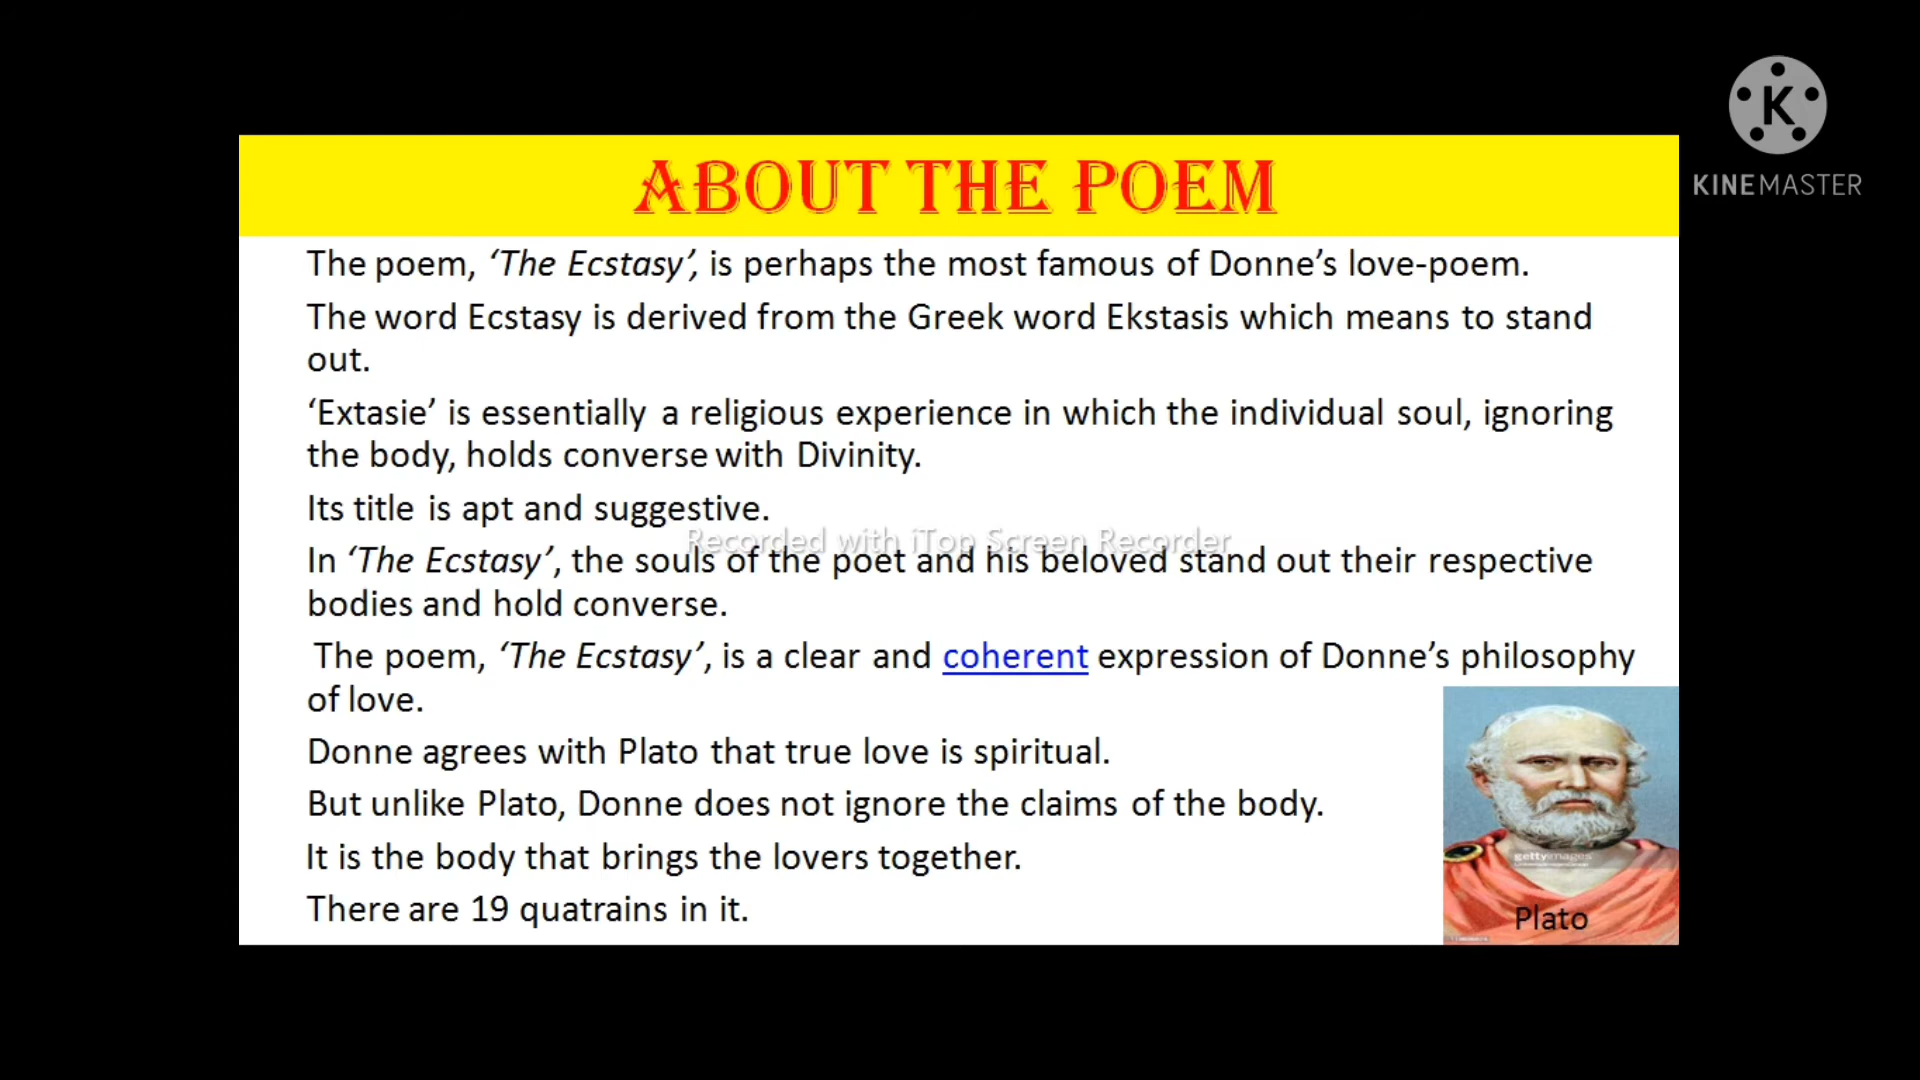 K
KINEMASTER
ABOUT THE POEM
The poem, ‘The Ecstasy’, is perhaps the most famous of Donne’s love-poem.
The word Ecstasy is derived from the Greek word Ekstasis which means to stand
out.
‘Extasie’ is essentially a religious experience in which the individual soul, ignoring
the body, holds converse with Divinity.
Its title is apt and suggestive.
Recorded with iTop Screen Recorder
In ‘The Ecstasy’, the souls of the poet and his beloved stand out their respective
bodies and hold converse.
The poem, ‘The Ecstasy’, is a clear and coherent expression of Donne’s philosophy
of love.
Donne agrees with Plato that true love is spiritual.
But unlike Plato, Donne does not ignore the claims of the body.
It is the body that brings the lovers together.
There are 19 quatrains in it.
gettyimages
Plato